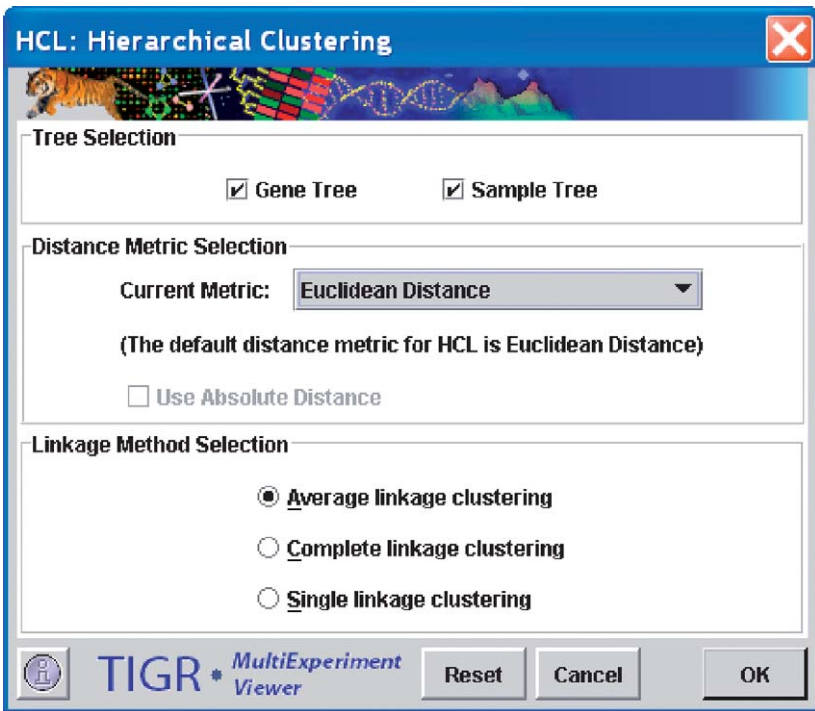 HCL: Hierarchical Clustering
Tree Selection
Gene Tree Sample Tree
Distance Metric Selection
Current Metric: Euclidean Distance
(The default distance metric for HCL is Euclidean Distance)
Use Absolute Distance
Linkage Method Selection
Average linkage clustering
Complete linkage clustering
Single linkage clustering
TIGR • MultiExperiment
Viewer
Reset Cancel OK